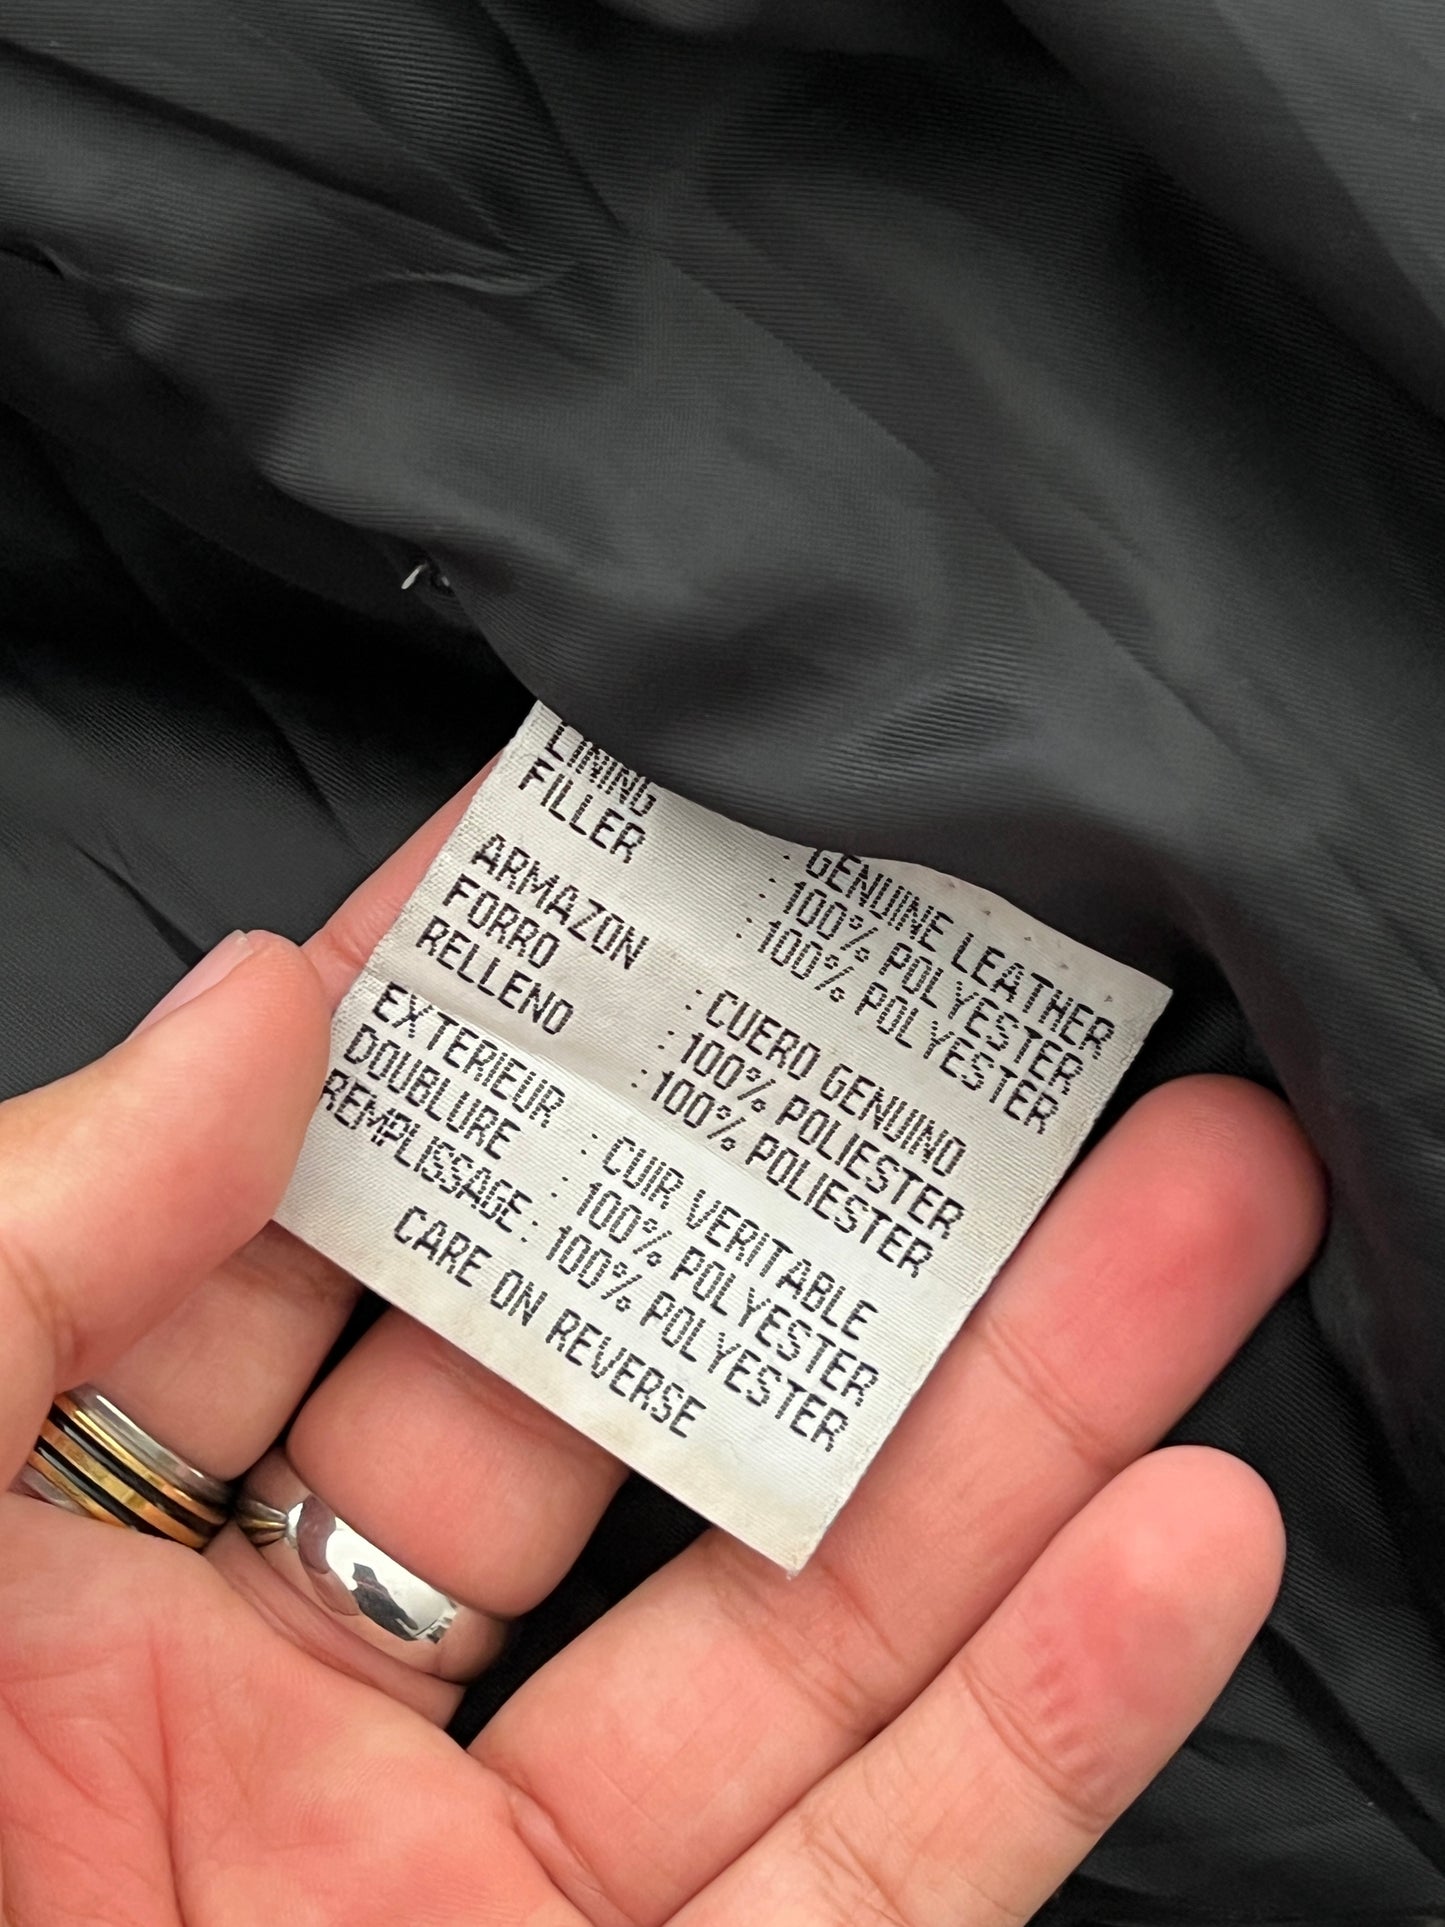 LINING : GENUINE LEATHER
FILLER : 100% POLYESTER
: 100% POLYESTER
ARMAZON : CUERO GENUINO
FORRO : 100% POLIESTER
RELLENO : 100% POLIESTER
EXTERIEUR : CUIR VERITABLE
DOUBLURE : 100% POLYESTER
REMPLISSAGE : 100% POLYESTER
CARE ON REVERSE